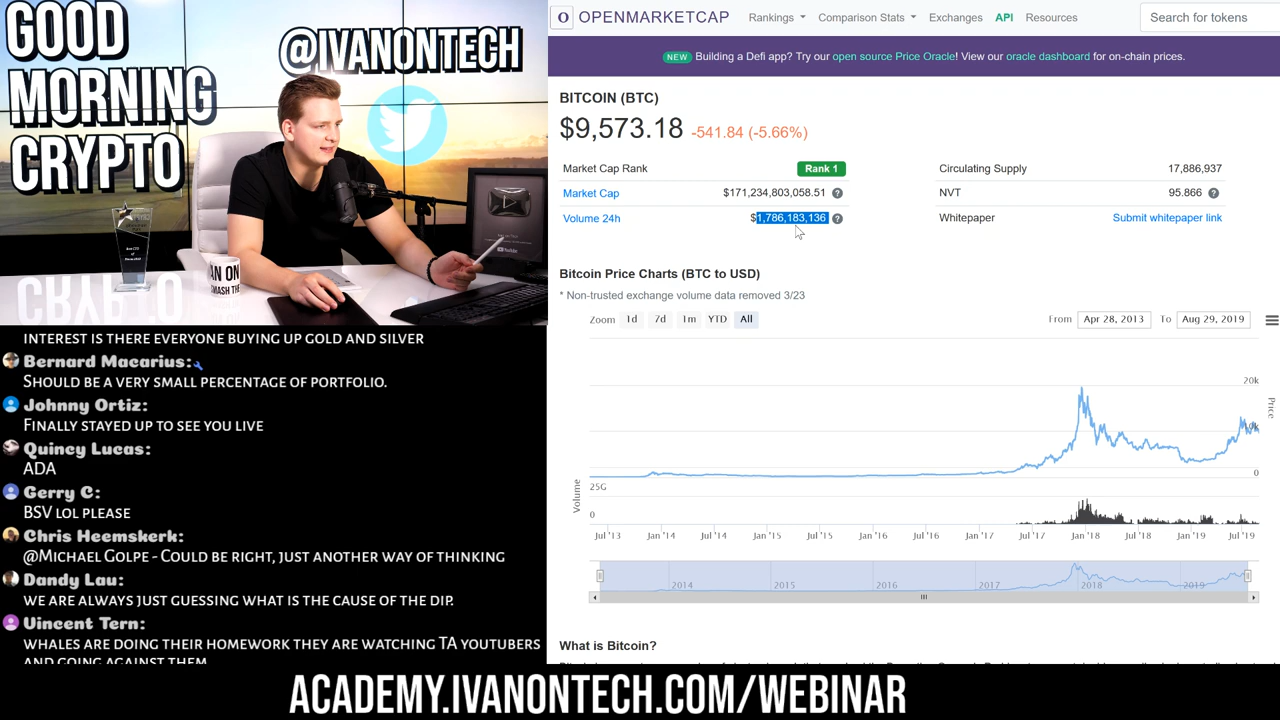 GOOD
MORNING
CRYPTO
@IVANONTECH
IAN ON
SMASH THE
YouTube
INTEREST IS THERE EVERYONE BUYING UP GOLD AND SILVER
Bernard Macarius:
SHOULD BE A VERY SMALL PERCENTAGE OF PORTFOLIO.
Johnny Ortiz:
FINALLY STAYED UP TO SEE YOU LIVE
Quincy Lucas:
ADA
Gerry C:
BSV LOL PLEASE
Chris Heemskerk:
@MICHAEL GOLPE - COULD BE RIGHT, JUST ANOTHER WAY OF THINKING
Dandy Lau:
WE ARE ALWAYS JUST GUESSING WHAT IS THE CAUSE OF THE DIP.
Vincent Tern:
WHALES ARE DOING THEIR HOMEWORK THEY ARE WATCHING TA YOUTUBERS
AND GOING AGAINST THEM
OPENMARKETCAP Rankings Comparison Stats Exchanges API Resources Search for tokens
NEW Building a Defi app? Try our open source Price Oracle! View our oracle dashboard for on-chain prices.
BITCOIN (BTC)
$9,573.18 -541.84 (-5.66%)
Market Cap Rank Rank 1 Circulating Supply 17,886,937
Market Cap $171,234,803,058.51 ? NVT 95.866 ?
Volume 24h $1,786,183,136 ? Whitepaper Submit whitepaper link
Bitcoin Price Charts (BTC to USD)
* Non-trusted exchange volume data removed 3/23
Zoom 1d 7d 1m YTD All From Apr 28, 2013 To Aug 29, 2019
20k
10k
0
Price
25G
0
Volume
Jul '13 Jan '14 Jul '14 Jan '15 Jul '15 Jan '16 Jul '16 Jan '17 Jul '17 Jan '18 Jul '18 Jan '19 Jul '19
2014 2015 2016 2017 2018 2019
What is Bitcoin?
ACADEMY.IVANONTECH.COM/WEBINAR